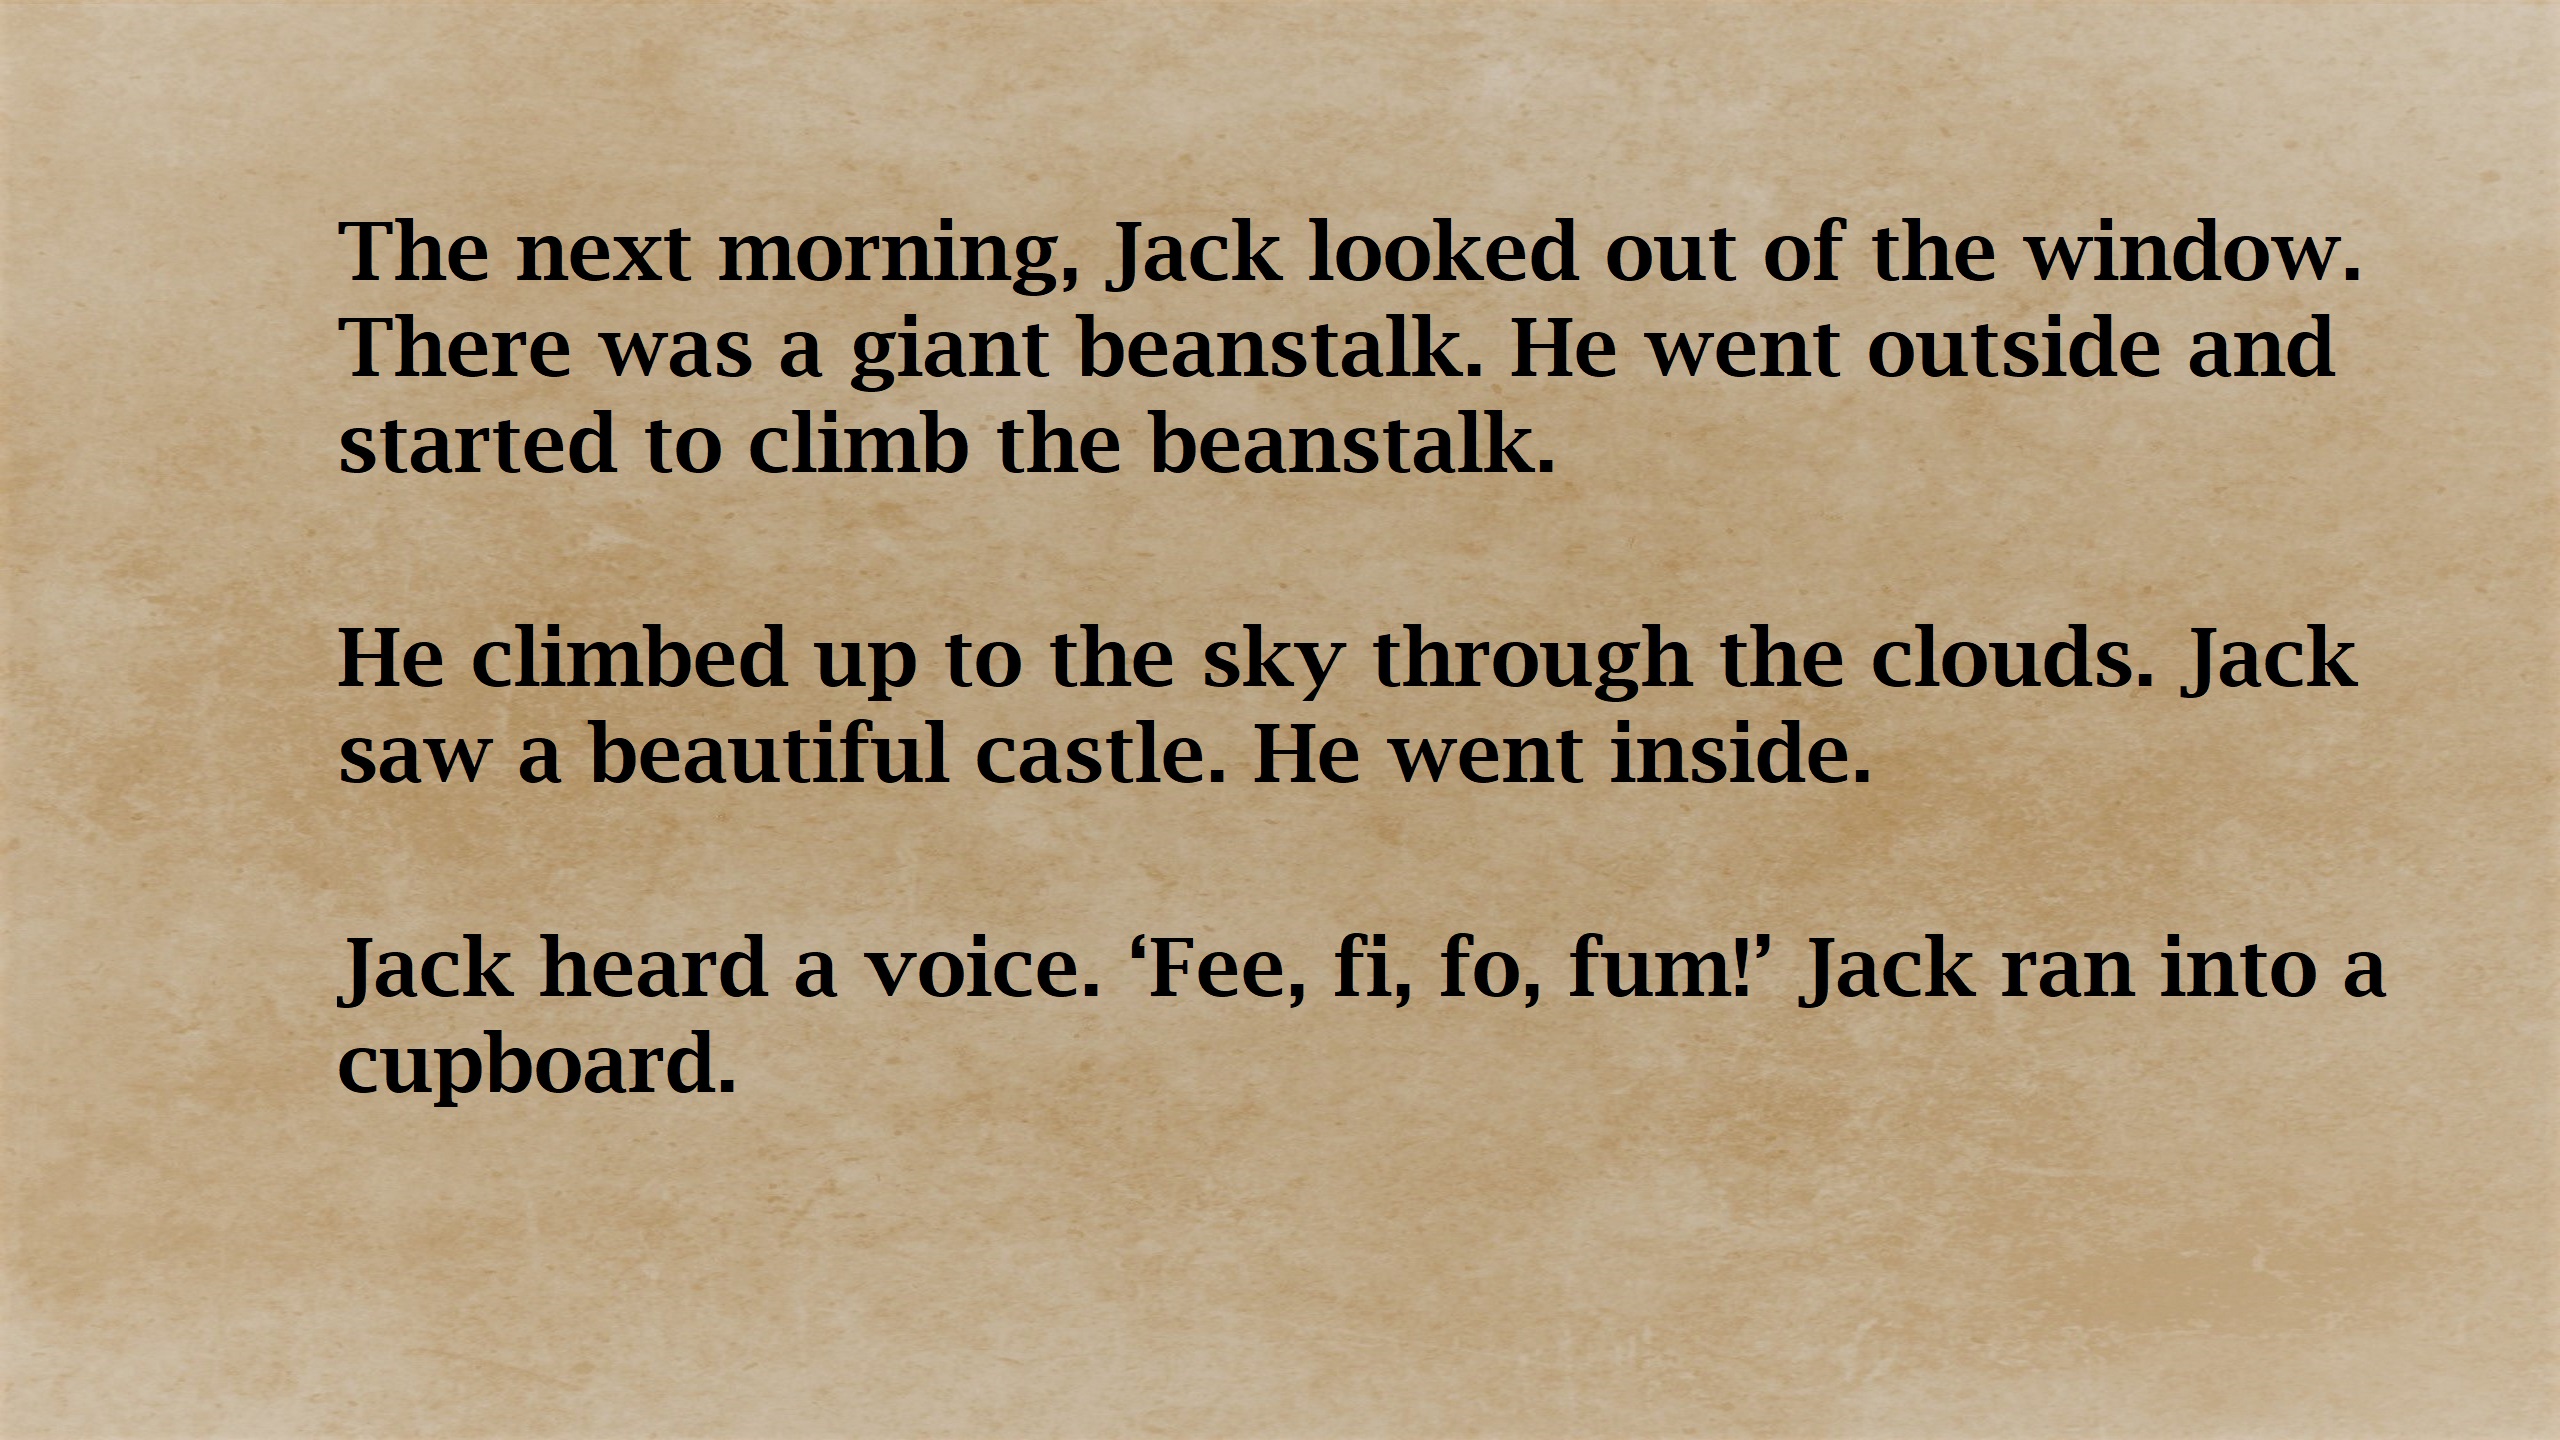 The next morning, Jack looked out of the window.
There was a giant beanstalk. He went outside and
started to climb the beanstalk.
He climbed up to the sky through the clouds. Jack
saw a beautiful castle. He went inside.
Jack heard a voice. ‘Fee, fi, fo, fum!’ Jack ran into a
cupboard.